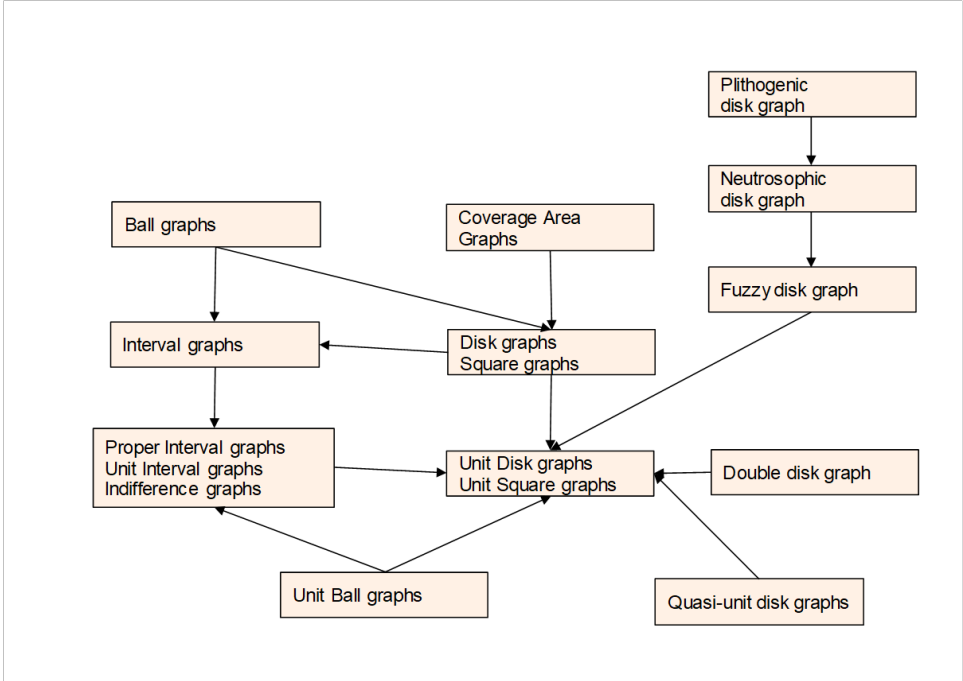 Plithogenic
disk graph
Neutrosophic
disk graph
Ball graphs
Coverage Area
Graphs
Fuzzy disk graph
Interval graphs
Disk graphs
Square graphs
Proper Interval graphs
Unit Interval graphs
Indifference graphs
Unit Disk graphs
Unit Square graphs
Double disk graph
Unit Ball graphs
Quasi-unit disk graphs